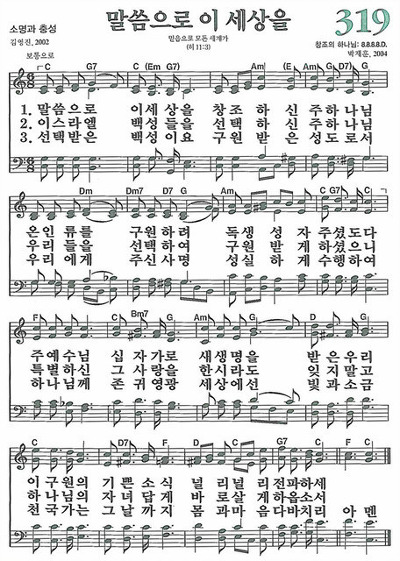 소명과 충성
말씀으로 이 세상을
319
김영진, 2002
믿음으로 모든 세계가
(히 11:3)
창조의 하나님: 8.8.8.8.D.
박재훈, 2004
보통으로
C G7 C (Em G7) Am C G7 C
1. 말씀으로 이세상을 창조하신주하나님
2. 이스라엘 백성들을 선택하신주하나님
3. 선택받은 백성이요 구원받은성도로서
Dm Dm7 D7 G Am C G7 C
온인류를 구원하려 독생성자주셨도다
우리들을 선택하여 구원받게하셨으니
우리에게 주신사명 성실하게수행하여
F C Bm7 G Am F G7
주예수님 십자가로 새생명을 받은우리
특별하신 그사랑을 한시라도 잊지말고
하나님께 존귀영광 세상에선 빛과소금
C F C D7 G C G7 C F C
이구원의 기쁜소식 널리널리전파하세
하나님의 자녀답게 바로살게하옵소서
천국가는 그날까지 몸과마음다바치리 아멘